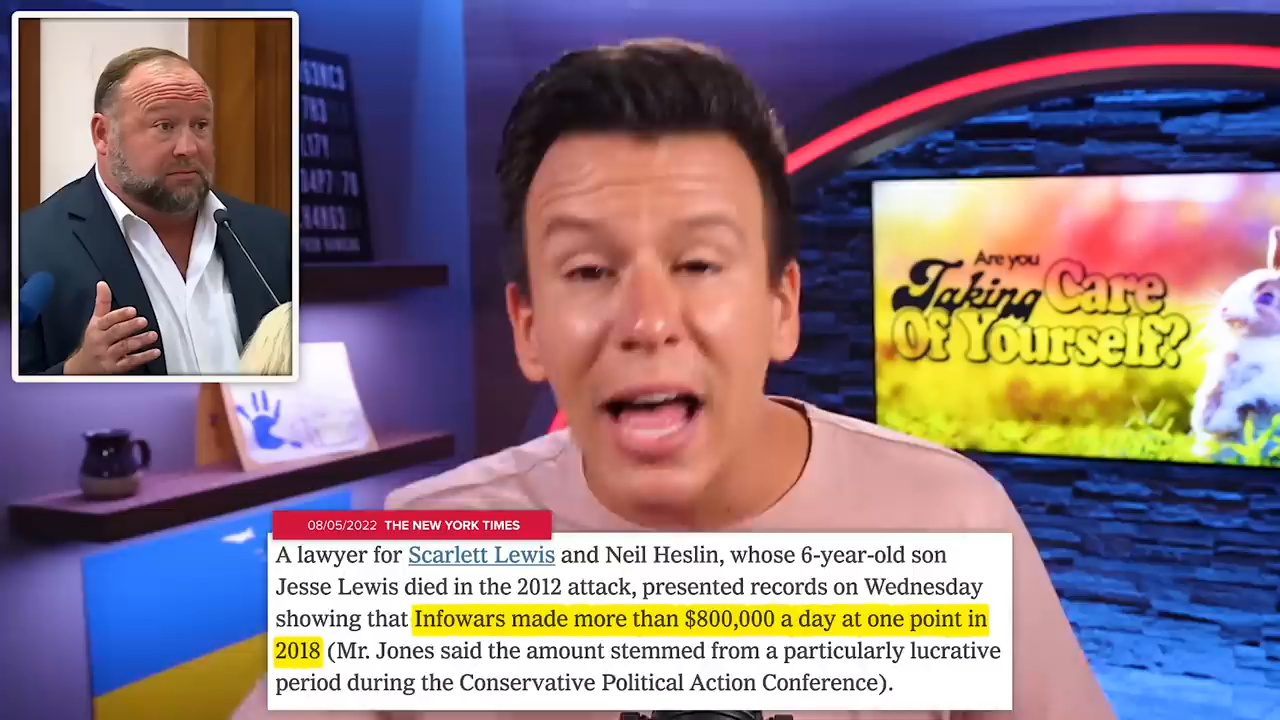 Are you
Taking Care
Of Yourself?
08/05/2022 THE NEW YORK TIMES
A lawyer for Scarlett Lewis and Neil Heslin, whose 6-year-old son
Jesse Lewis died in the 2012 attack, presented records on Wednesday
showing that Infowars made more than $800,000 a day at one point in
2018 (Mr. Jones said the amount stemmed from a particularly lucrative
period during the Conservative Political Action Conference).